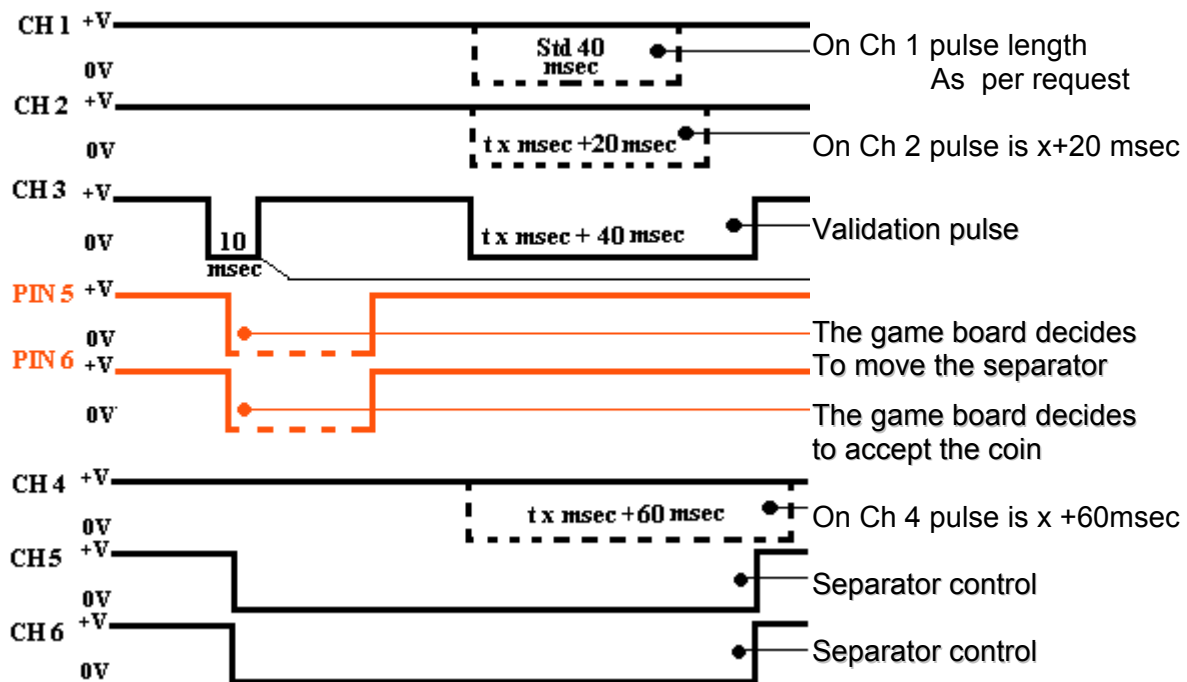 CH 1 +V
Std 40
msec
On Ch 1 pulse length
As per request
0V
CH 2 +V
t x msec +20 msec
On Ch 2 pulse is x+20 msec
0V
CH 3 +V
10
msec
t x msec + 40 msec
Validation pulse
0V
PIN 5 +V
0V
The game board decides
To move the separator
PIN 6 +V
0V
The game board decides
to accept the coin
CH 4 +V
t x msec +60 msec
On Ch 4 pulse is x +60msec
0V
CH 5 +V
0V
Separator control
CH 6 +V
0V
Separator control